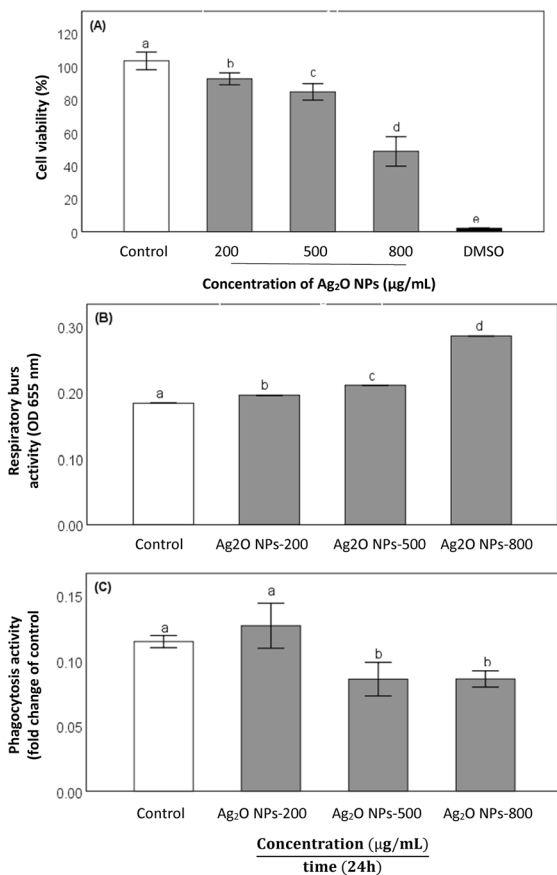 (A)
120
100
80
60
40
20
0
Cell viability (%)
a
b
c
d
e
Control 200 500 800 DMSO
Concentration of Ag₂O NPs (µg/mL)
(B)
0.30
0.20
0.10
0.00
Respiratory burs
activity (OD 655 nm)
a
b
c
d
Control Ag2O NPs-200 Ag2O NPs-500 Ag2O NPs-800
(C)
0.15
0.10
0.05
0.00
Phagocytosis activity
(fold change of control
a
a
b
b
Control Ag₂O NPs-200 Ag₂O NPs-500 Ag₂O NPs-800
Concentration (µg/mL)
time (24h)